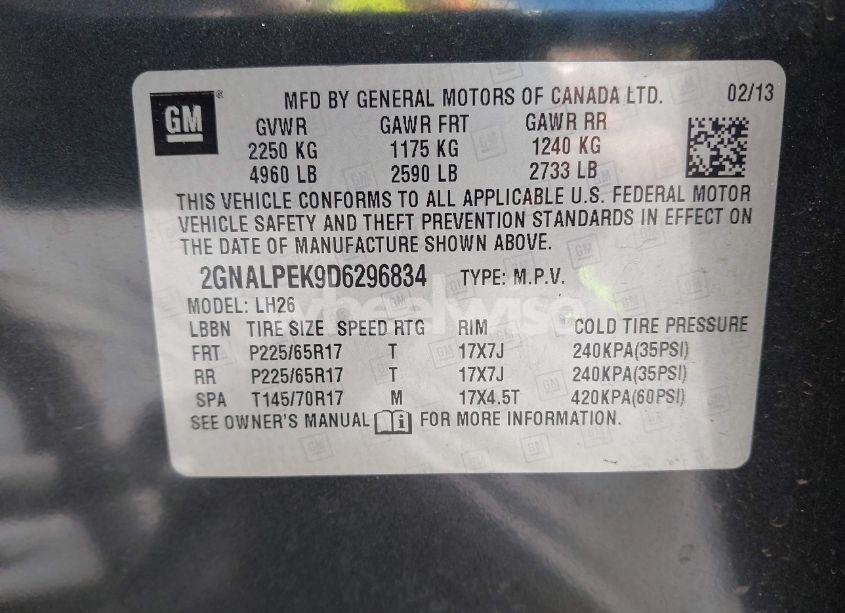 GM ®
MFD BY GENERAL MOTORS OF CANADA LTD. 02/13
GVWR GAWR FRT GAWR RR
2250 KG 1175 KG 1240 KG
4960 LB 2590 LB 2733 LB
THIS VEHICLE CONFORMS TO ALL APPLICABLE U.S. FEDERAL MOTOR
VEHICLE SAFETY AND THEFT PREVENTION STANDARDS IN EFFECT ON
THE DATE OF MANUFACTURE SHOWN ABOVE.
2GNALPEK9D6296834 TYPE: M.P.V.
MODEL: LH26
wheelwise
LBBN TIRE SIZE SPEED RTG RIM COLD TIRE PRESSURE
FRT P225/65R17 T 17X7J 240KPA(35PSI)
RR P225/65R17 T 17X7J 240KPA(35PSI)
SPA T145/70R17 M 17X4.5T 420KPA(60PSI)
SEE OWNER'S MANUAL FOR MORE INFORMATION.